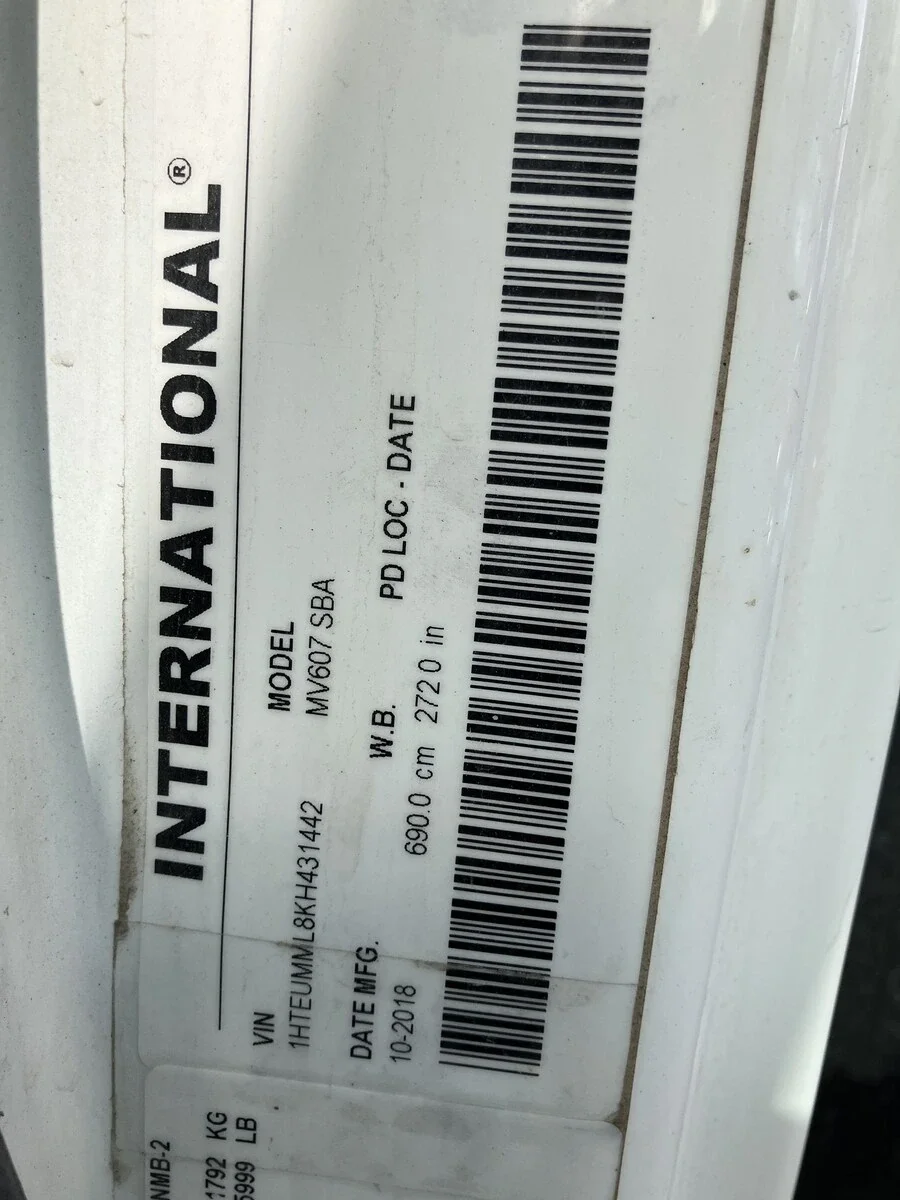 INTERNATIONAL®
VIN MODEL
1HTEUMML8KH431442 MV607 SBA
DATE MFG. W.B. PD LOC - DATE
10-2018 690.0 cm 272 0 in
NMB-2
1792 KG
5999 LB